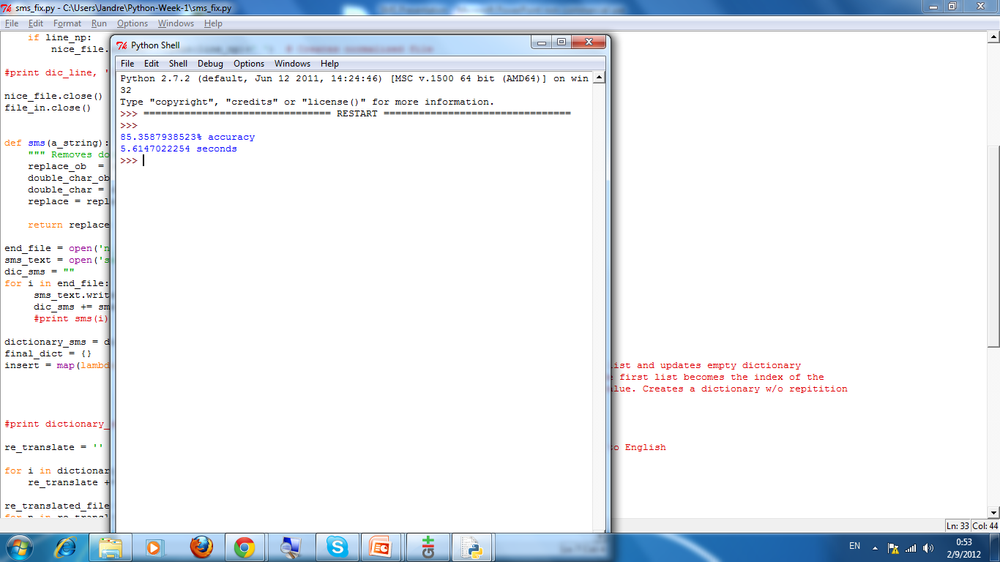 sms_fix.py - C:\Users\Jandre\Python-Week-1\sms_fix.py
File Edit Format Run Options Windows Help
if line_np:
nice_file.
#print dic_line, '
nice_file.close()
file_in.close()
def sms(a_string):
""" Removes do
replace_ob =
double_char_ob
double_char =
replace = repl
return replace
end_file = open('n
sms_text = open('s
dic_sms = ""
for i in end_file:
sms_text.writ
dic_sms += sm
#print sms(i)
dictionary_sms = d
final_dict = {}
insert = map(lambd
ist and updates empty dictionary
first list becomes the index of the
lue. Creates a dictionary w/o repitition
#print dictionary_
re_translate = ''
o English
for i in dictionar
re_translate +
re_translated_file
Python Shell
File Edit Shell Debug Options Windows Help
Python 2.7.2 (default, Jun 12 2011, 14:24:46) [MSC v.1500 64 bit (AMD64)] on win
32
Type "copyright", "credits" or "license()" for more information.
>>> ================================ RESTART ================================
>>>
85.3587938523% accuracy
5.6147022254 seconds
>>>
Ln: 33 Col: 44
EN
0:53
2/9/2012